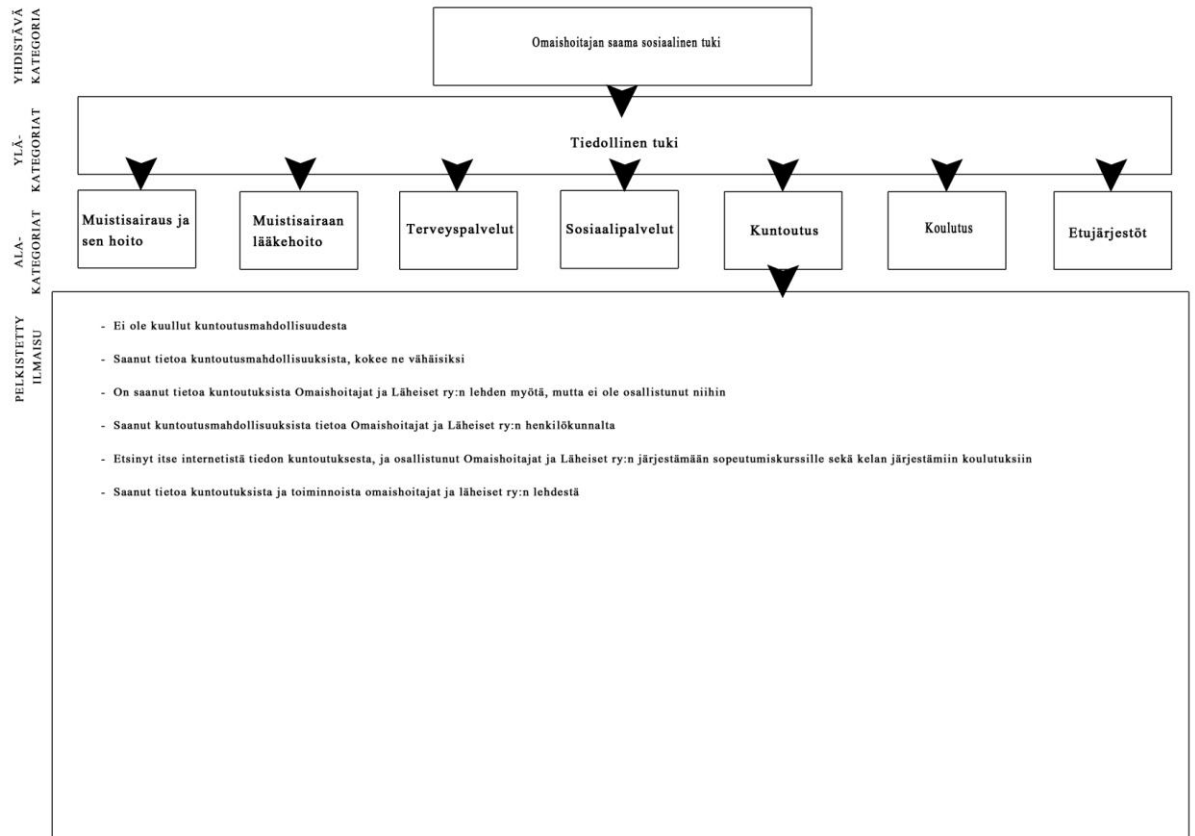 YHDISTÄVÄ
KATEGORIA
Omaishoitajan saama sosiaalinen tuki
YLÄ-
KATEGORIAT
Tiedollinen tuki
ALA-
KATEGORIAT
Muistisairaus ja
sen hoito
Muistisairaan
lääkehoito
Terveyspalvelut
Sosiaalipalvelut
Kuntoutus
Koulutus
Etujärjestöt
PELKISTETTY
ILMAISU
- Ei ole kuullut kuntoutusmahdollisuudesta
- Saanut tietoa kuntoutusmahdollisuuksista, kokee ne vähäisiksi
- On saanut tietoa kuntoutuksista Omaishoitajat ja Läheiset ry:n lehden myötä, mutta ei ole osallistunut niihin
- Saanut kuntoutusmahdollisuuksista tietoa Omaishoitajat ja Läheiset ry:n henkilökunnalta
- Etsinyt itse internetistä tiedon kuntoutuksesta, ja osallistunut Omaishoitajat ja Läheiset ry:n järjestämään sopeutumiskurssille sekä kelan järjestämiin koulutuksiin
- Saanut tietoa kuntoutuksista ja toiminnoista omaishoitajat ja läheiset ry:n lehdestä